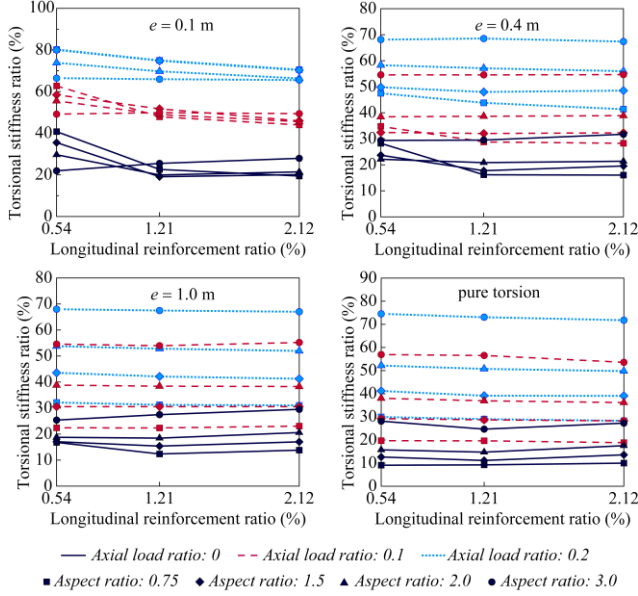 e = 0.1 m
Torsional stiffness ratio (%)
100
80
60
40
20
0
0.54 1.21 2.12
Longitudinal reinforcement ratio (%)
e = 0.4 m
Torsional stiffness ratio (%)
80
70
60
50
40
30
20
10
0
0.54 1.21 2.12
Longitudinal reinforcement ratio (%)
e = 1.0 m
Torsional stiffness ratio (%)
80
70
60
50
40
30
20
10
0
0.54 1.21 2.12
Longitudinal reinforcement ratio (%)
pure torsion
Torsional stiffness ratio (%)
90
80
70
60
50
40
30
20
10
0
0.54 1.21 2.12
Longitudinal reinforcement ratio (%)
Axial load ratio: 0 Axial load ratio: 0.1 Axial load ratio: 0.2
Aspect ratio: 0.75 Aspect ratio: 1.5 Aspect ratio: 2.0 Aspect ratio: 3.0